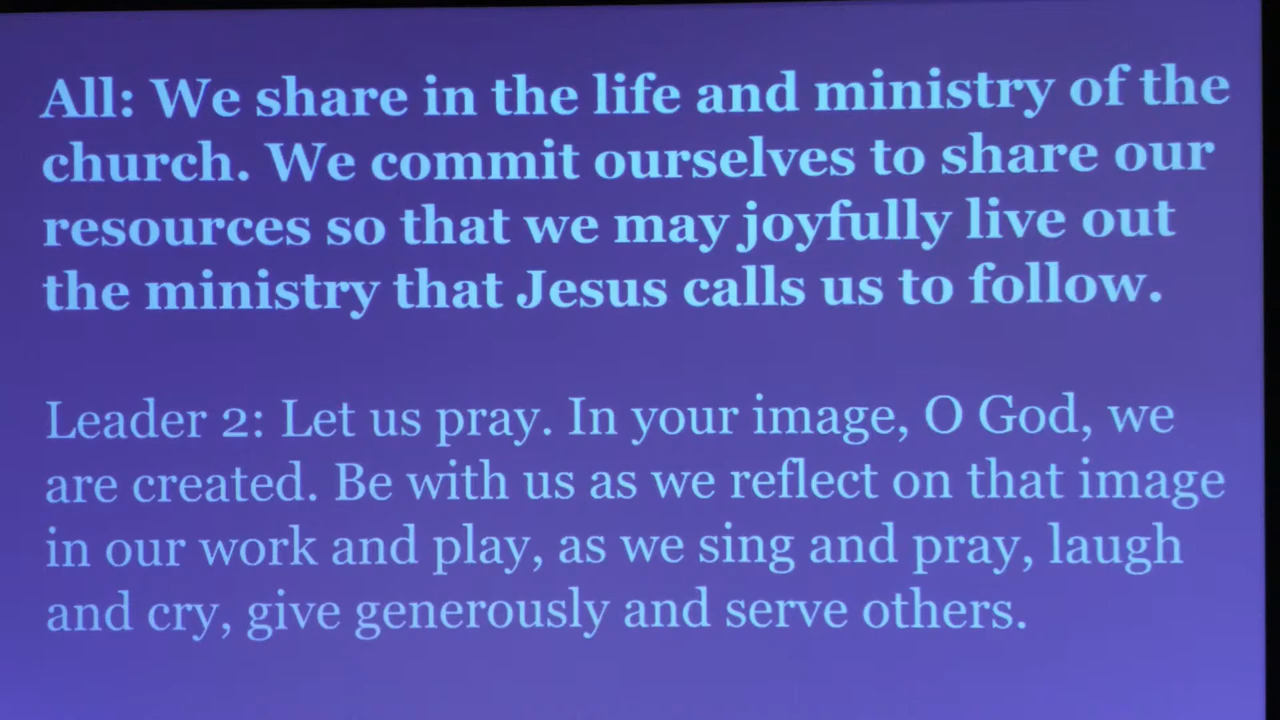 All: We share in the life and ministry of the
church. We commit ourselves to share our
resources so that we may joyfully live out
the ministry that Jesus calls us to follow.
Leader 2: Let us pray. In your image, O God, we
are created. Be with us as we reflect on that image
in our work and play, as we sing and pray, laugh
and cry, give generously and serve others.